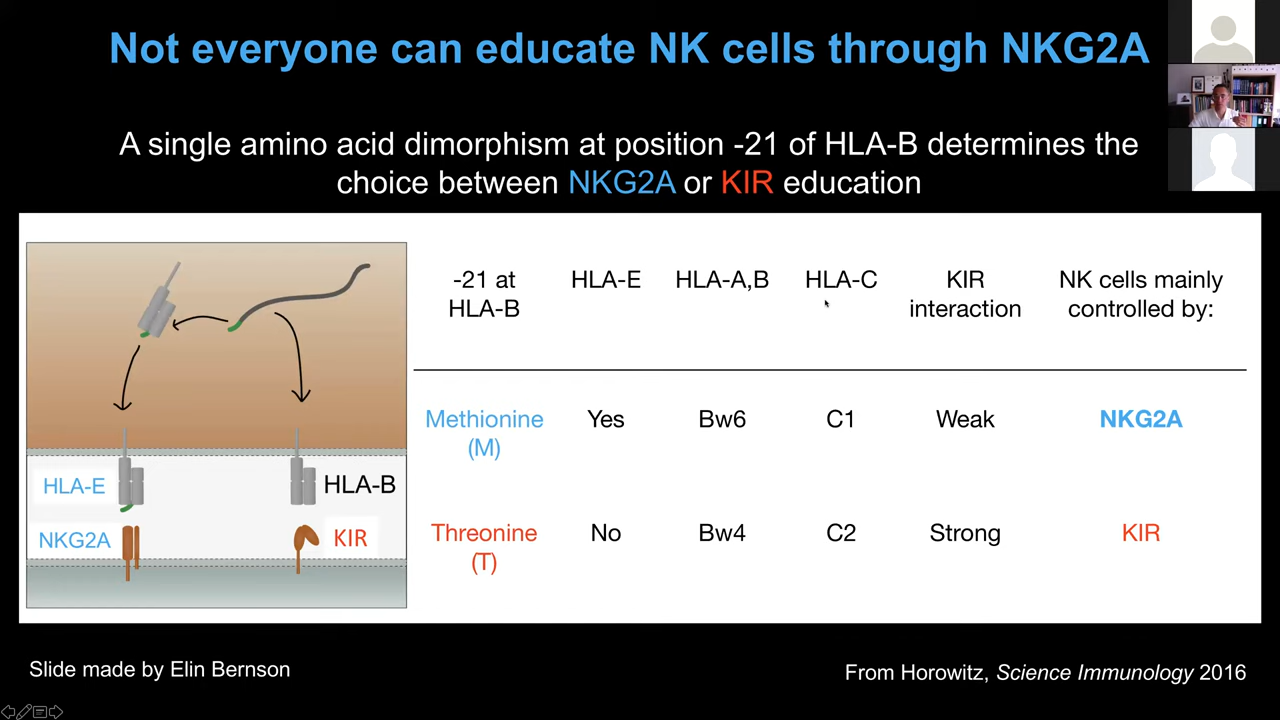 Not everyone can educate NK cells through NKG2A
A single amino acid dimorphism at position -21 of HLA-B determines the
choice between NKG2A or KIR education
HLA-E
HLA-B
NKG2A
KIR
-21 at HLA-E HLA-A,B HLA-C KIR NK cells mainly
HLA-B interaction controlled by:
Methionine Yes Bw6 C1 Weak NKG2A
(M)
Threonine No Bw4 C2 Strong KIR
(T)
Slide made by Elin Bernson
From Horowitz, Science Immunology 2016